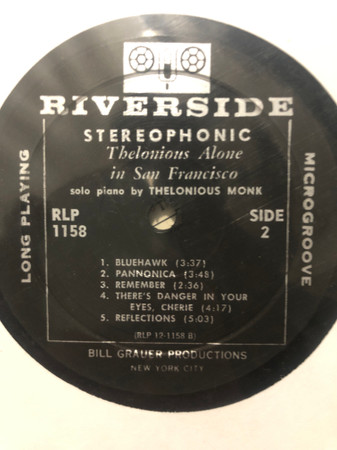 RIVERSIDE
STEREOPHONIC
Thelonious Alone
in San Francisco
solo piano by THELONIOUS MONK
LONG PLAYING
RLP
1158
SIDE
2
MICROGROOVE
1. BLUEHAWK (3:37)
2. PANNONICA (3:48)
3. REMEMBER (2:36)
4. THERE'S DANGER IN YOUR
EYES, CHERIE (4:17)
5. REFLECTIONS (5:03)
(RLP 12-1158 B)
BILL GRAUER PRODUCTIONS
NEW YORK CITY